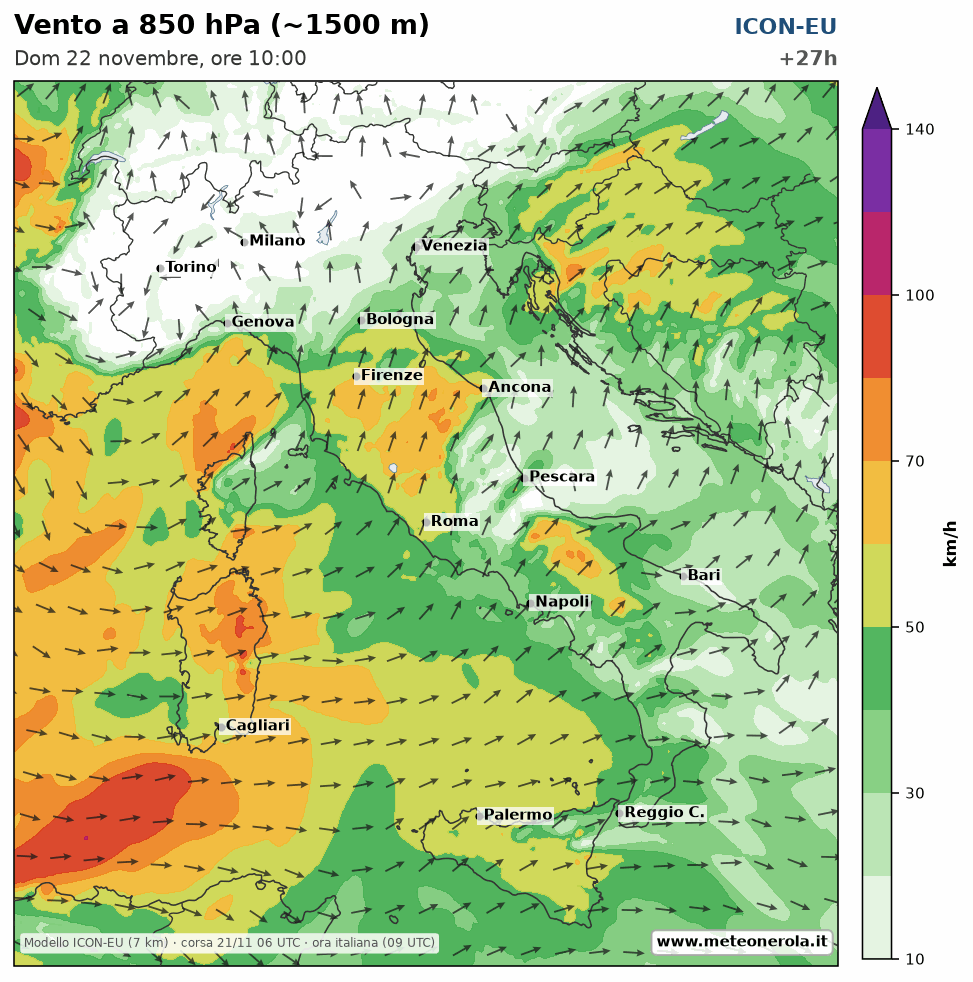 Vento a 850 hPa (~1500 m)
ICON-EU
Dom 22 novembre, ore 10:00
+27h
Milano
Venezia
Torino
Genova
Bologna
Firenze
Ancona
Pescara
Roma
Bari
Napoli
Cagliari
Palermo
Reggio C.
Modello ICON-EU (7 km) · corsa 21/11 06 UTC · ora italiana (09 UTC)
www.meteonerola.it
140
100
70
50
30
10
km/h